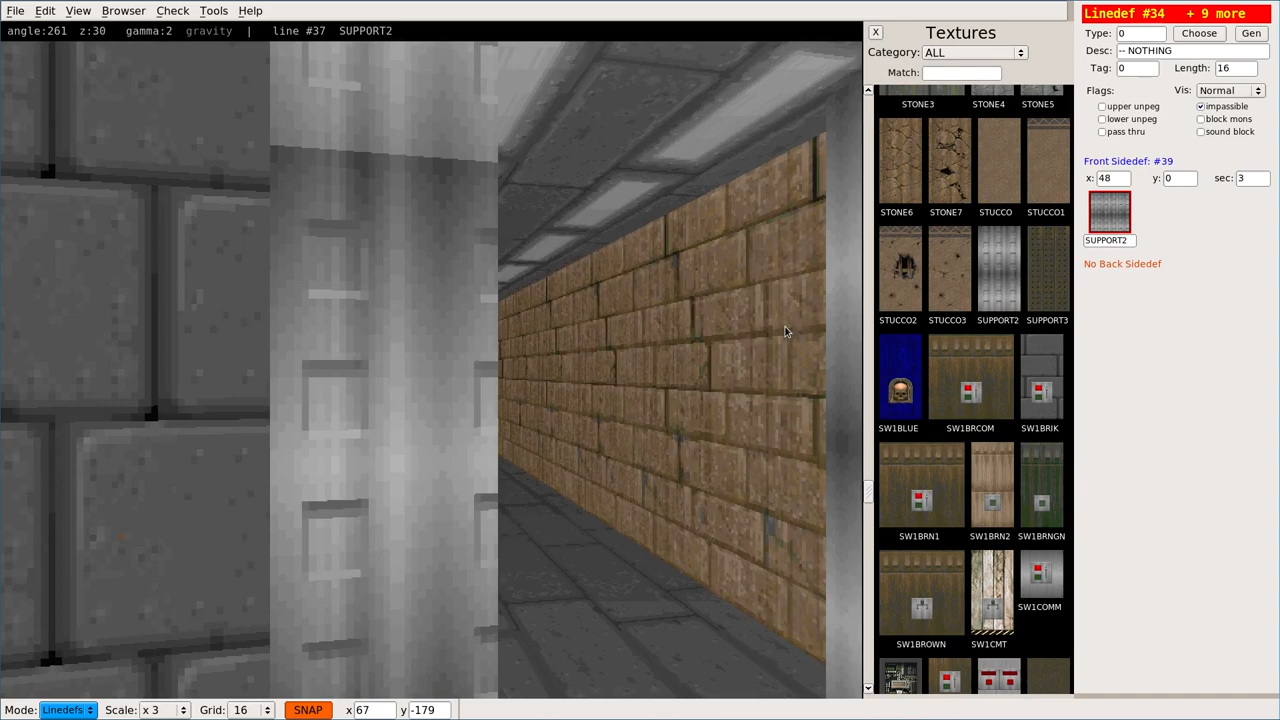 File Edit View Browser Check Tools Help
angle:261 z:30 gamma:2 gravity | line #37 SUPPORT2
X Textures
Category: ALL
Match:
STONE3 STONE4 STONE5
STONE6 STONE7 STUCCO STUCCO1
STUCCO2 STUCCO3 SUPPORT2 SUPPORT3
SW1BLUE SW1BRCOM SW1BRIK
SW1BRN1 SW1BRN2 SW1BRNGN
SW1BROWN SW1CMT SW1COMM
Linedef #34 + 9 more
Type: 0 Choose Gen
Desc: -- NOTHING
Tag: 0 Length: 16
Flags: Vis: Normal
upper unpeg impassible
lower unpeg block mons
pass thru sound block
Front Sidedef: #39
x: 48 y: 0 sec: 3
SUPPORT2
No Back Sidedef
Mode: Linedefs Scale: x 3 Grid: 16 SNAP x 67 y -179